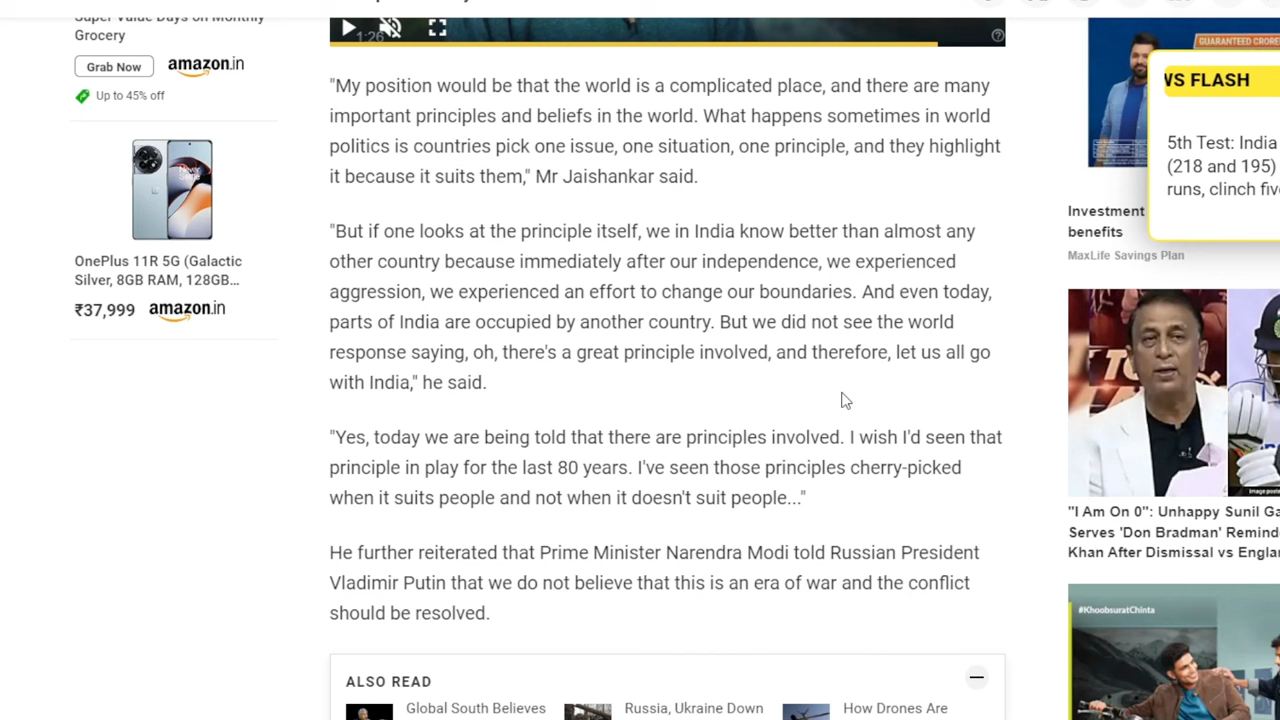 Super Value Days on Monthly
Grocery
Grab Now
amazon.in
Up to 45% off
OnePlus 11R 5G (Galactic
Silver, 8GB RAM, 128GB...
₹37,999
amazon.in
1:26
"My position would be that the world is a complicated place, and there are many
important principles and beliefs in the world. What happens sometimes in world
politics is countries pick one issue, one situation, one principle, and they highlight
it because it suits them," Mr Jaishankar said.
"But if one looks at the principle itself, we in India know better than almost any
other country because immediately after our independence, we experienced
aggression, we experienced an effort to change our boundaries. And even today,
parts of India are occupied by another country. But we did not see the world
response saying, oh, there's a great principle involved, and therefore, let us all go
with India," he said.
"Yes, today we are being told that there are principles involved. I wish I'd seen that
principle in play for the last 80 years. I've seen those principles cherry-picked
when it suits people and not when it doesn't suit people..."
He further reiterated that Prime Minister Narendra Modi told Russian President
Vladimir Putin that we do not believe that this is an era of war and the conflict
should be resolved.
ALSO READ
Global South Believes
Russia, Ukraine Down
How Drones Are
GUARANTEED CRORE
WS FLASH
5th Test: India
(218 and 195)
runs, clinch five
Investment
benefits
MaxLife Savings Plan
Image poste
"I Am On 0": Unhappy Sunil Ga
Serves 'Don Bradman' Remind
Khan After Dismissal vs Engla
#KhoobsuratChinta